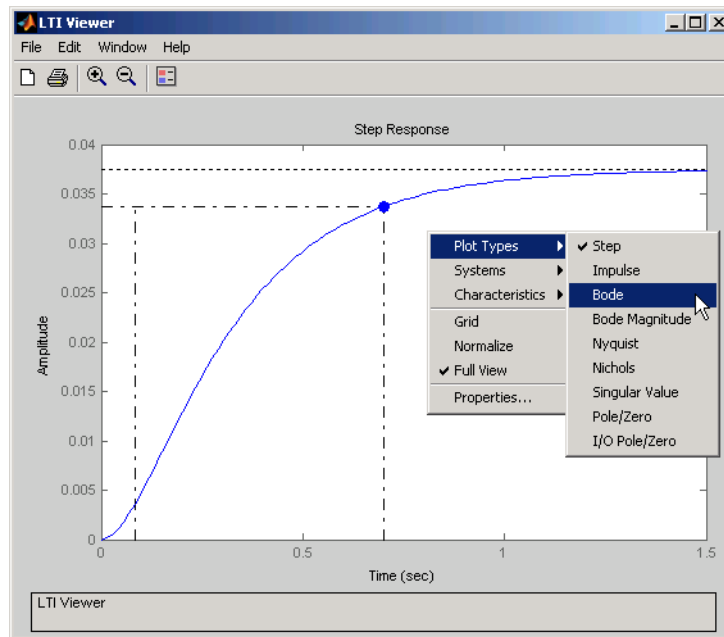 LTI Viewer
File Edit Window Help
Step Response
0.04
0.035
0.03
0.025
0.02
0.015
0.01
0.005
0
Amplitude
0
0.5
1
1.5
Time (sec)
Plot Types
Systems
Characteristics
Grid
Normalize
Full View
Properties...
Step
Impulse
Bode
Bode Magnitude
Nyquist
Nichols
Singular Value
Pole/Zero
I/O Pole/Zero
LTI Viewer